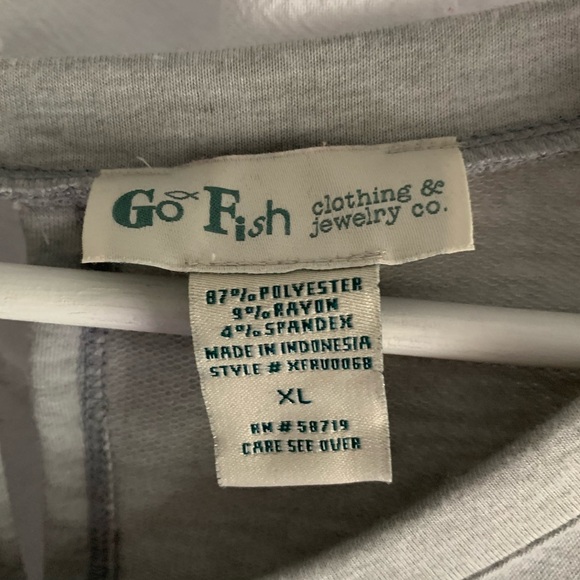 Go Fish clothing &
jewelry co.
87% POLYESTER
9% RAYON
4% SPANDEX
MADE IN INDONESIA
STYLE # XERU0068
XL
RN # 58719
CARE SEE OVER